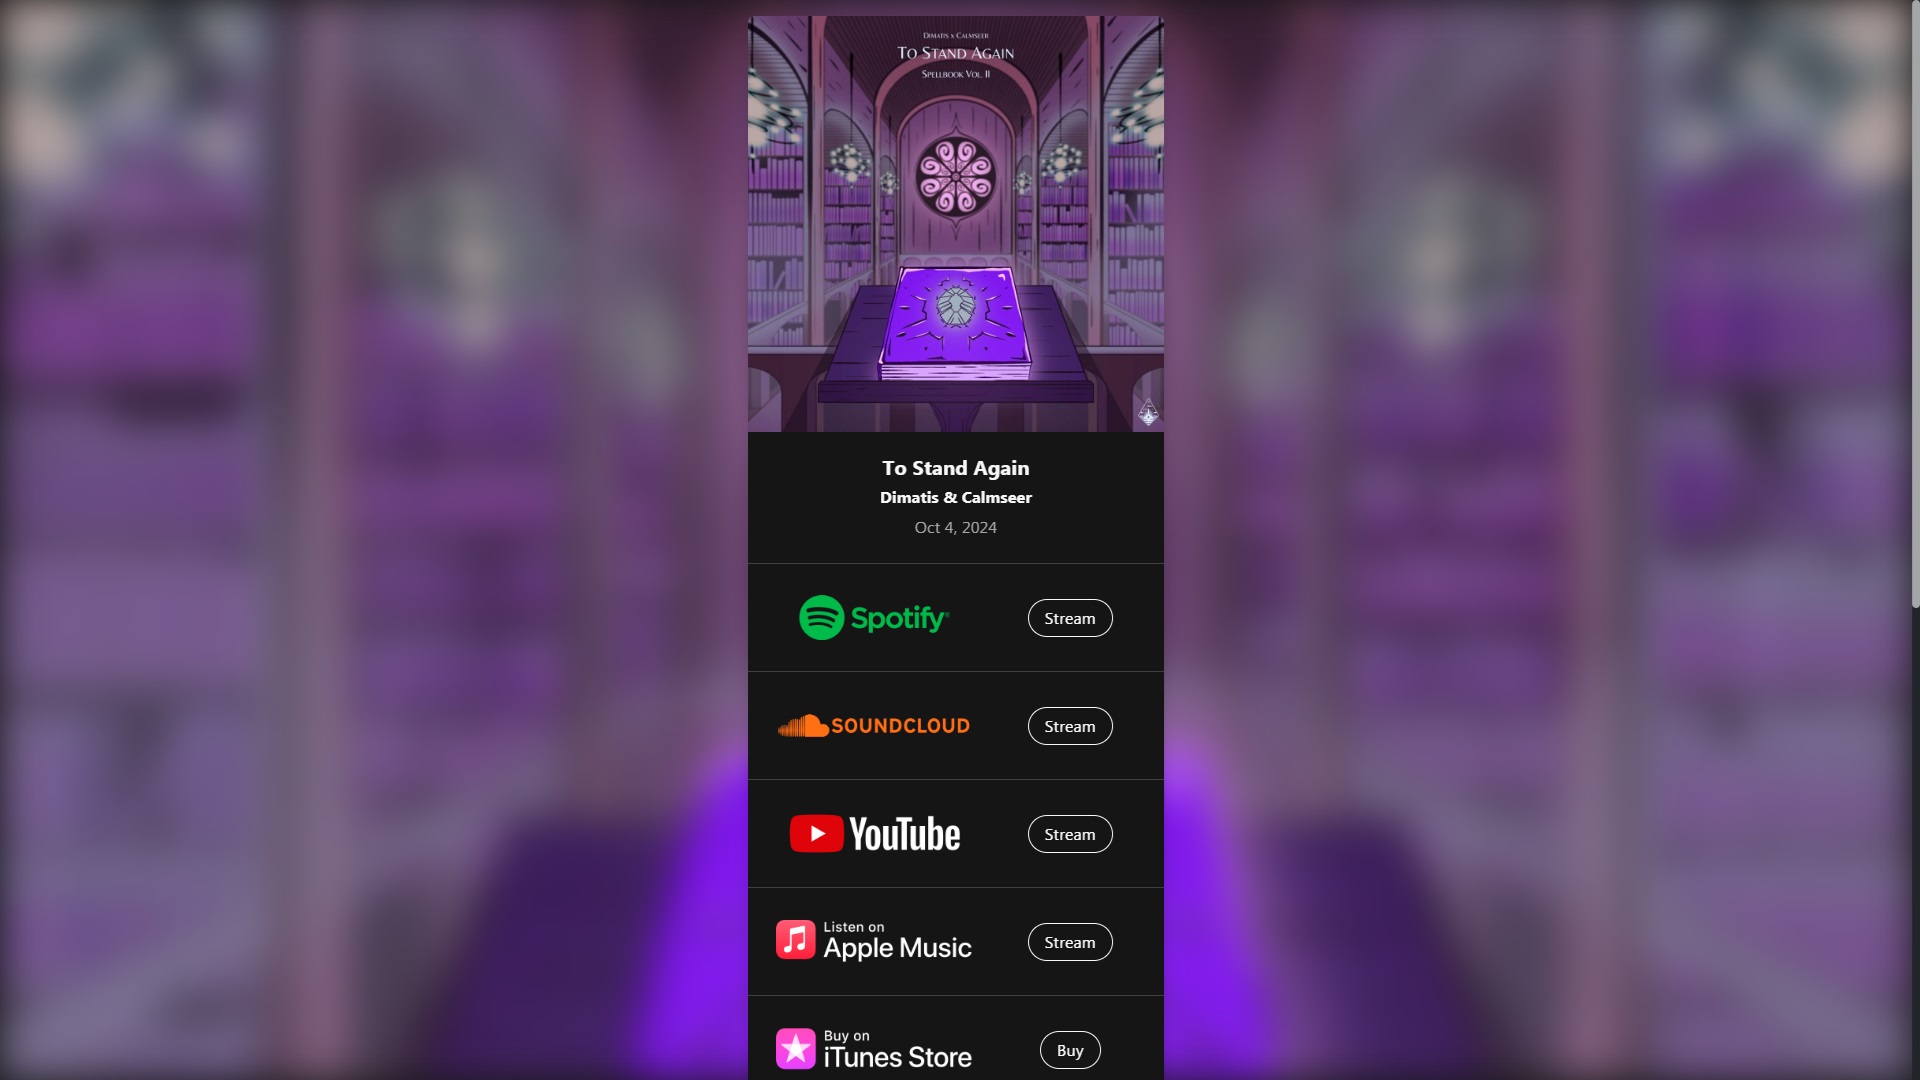 Dimatis x Calmseer
To Stand Again
Spellbook Vol. II
To Stand Again
Dimatis & Calmseer
Oct 4, 2024
Spotify
Stream
SOUNDCLOUD
Stream
YouTube
Stream
Listen on
Apple Music
Stream
Buy on
iTunes Store
Buy